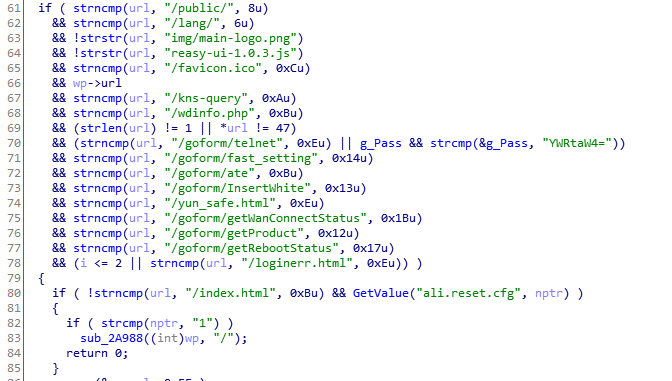 61 if ( strncmp(url, "/public/", 8u)
62 && strncmp(url, "/lang/", 6u)
63 && !strstr(url, "img/main-logo.png")
64 && !strstr(url, "reasy-ui-1.0.3.js")
65 && strncmp(url, "/favicon.ico", 0xCu)
66 && wp->url
67 && strncmp(url, "/kns-query", 0xAu)
68 && strncmp(url, "/wdinfo.php", 0xBu)
69 && (strlen(url) != 1 || *url != 47)
70 && (strncmp(url, "/goform/telnet", 0xEu) || g_Pass && strcmp(&g_Pass, "YWRtaW4="))
71 && strncmp(url, "/goform/fast_setting", 0x14u)
72 && strncmp(url, "/goform/ate", 0xBu)
73 && strncmp(url, "/goform/InsertWhite", 0x13u)
74 && strncmp(url, "/yun_safe.html", 0xEu)
75 && strncmp(url, "/goform/getWanConnectStatus", 0x1Bu)
76 && strncmp(url, "/goform/getProduct", 0x12u)
77 && strncmp(url, "/goform/getRebootStatus", 0x17u)
78 && (i <= 2 || strncmp(url, "/loginerr.html", 0xEu)) )
79 {
80 if ( !strncmp(url, "/index.html", 0xBu) && GetValue("ali.reset.cfg", nptr) )
81 {
82 if ( strcmp(nptr, "1") )
83 sub_2A988((int)wp, "/");
84 return 0;
85 }